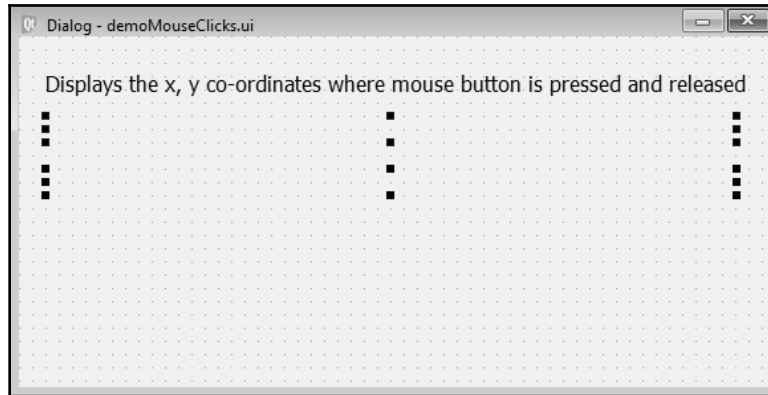 Dialog - demoMouseClicks.ui
Displays the x, y co-ordinates where mouse button is pressed and released